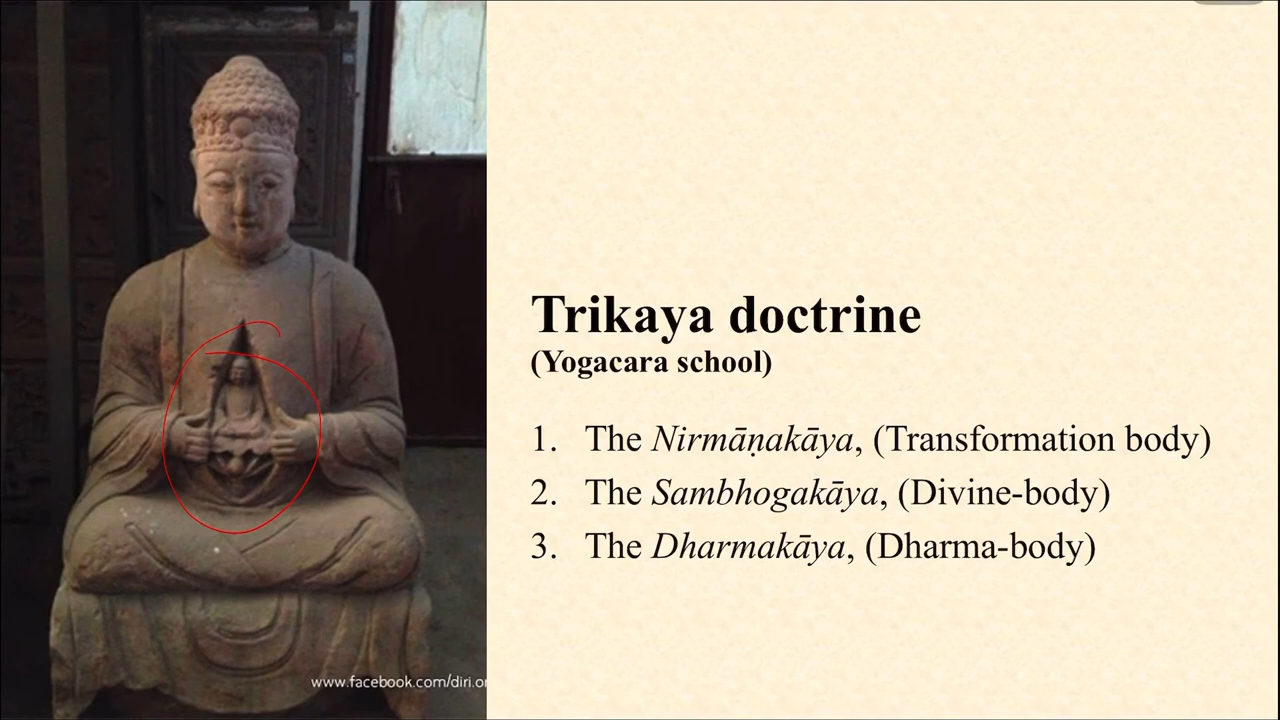 Trikaya doctrine
(Yogacara school)
1. The Nirmāṇakāya, (Transformation body)
2. The Sambhogakāya, (Divine-body)
3. The Dharmakāya, (Dharma-body)
www.facebook.com/diri.or